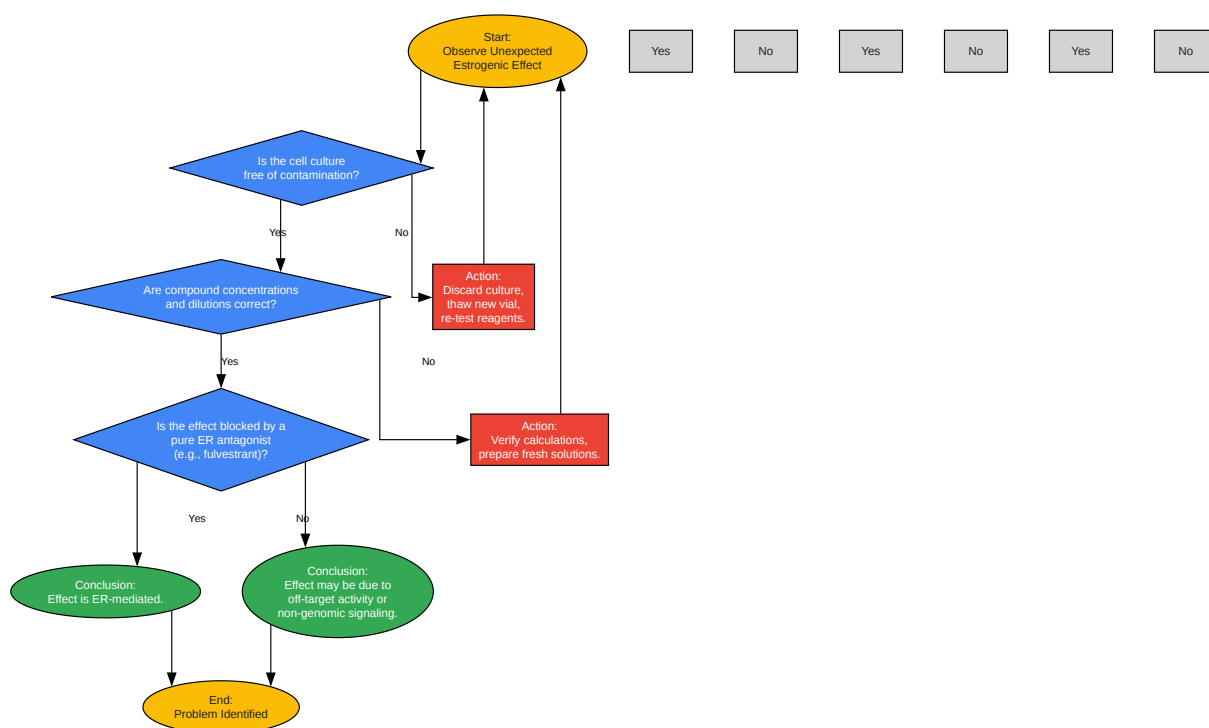 Start:
Observe Unexpected
Estrogenic Effect
Yes
No
Yes
No
Yes
No
Is the cell culture
free of contamination?
Yes
No
Action:
Discard culture,
thaw new vial,
re-test reagents.
Are compound concentrations
and dilutions correct?
Yes
No
Action:
Verify calculations,
prepare fresh solutions.
Is the effect blocked by a
pure ER antagonist
(e.g., fulvestrant)?
Yes
No
Conclusion:
Effect is ER-mediated.
Conclusion:
Effect may be due to
off-target activity or
non-genomic signaling.
End:
Problem Identified